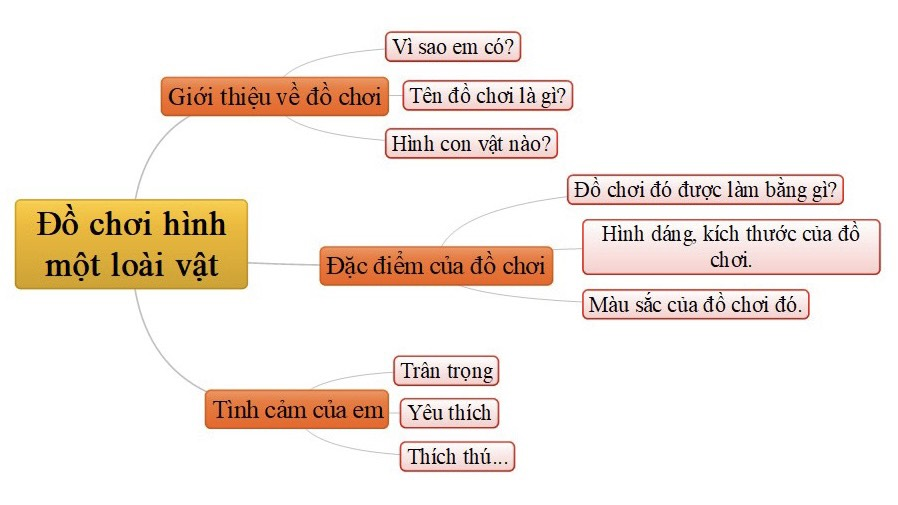 Đồ chơi hình
một loài vật
Giới thiệu về đồ chơi
Vì sao em có?
Tên đồ chơi là gì?
Hình con vật nào?
Đặc điểm của đồ chơi
Đồ chơi đó được làm bằng gì?
Hình dáng, kích thước của đồ
chơi.
Màu sắc của đồ chơi đó.
Tình cảm của em
Trân trọng
Yêu thích
Thích thú...